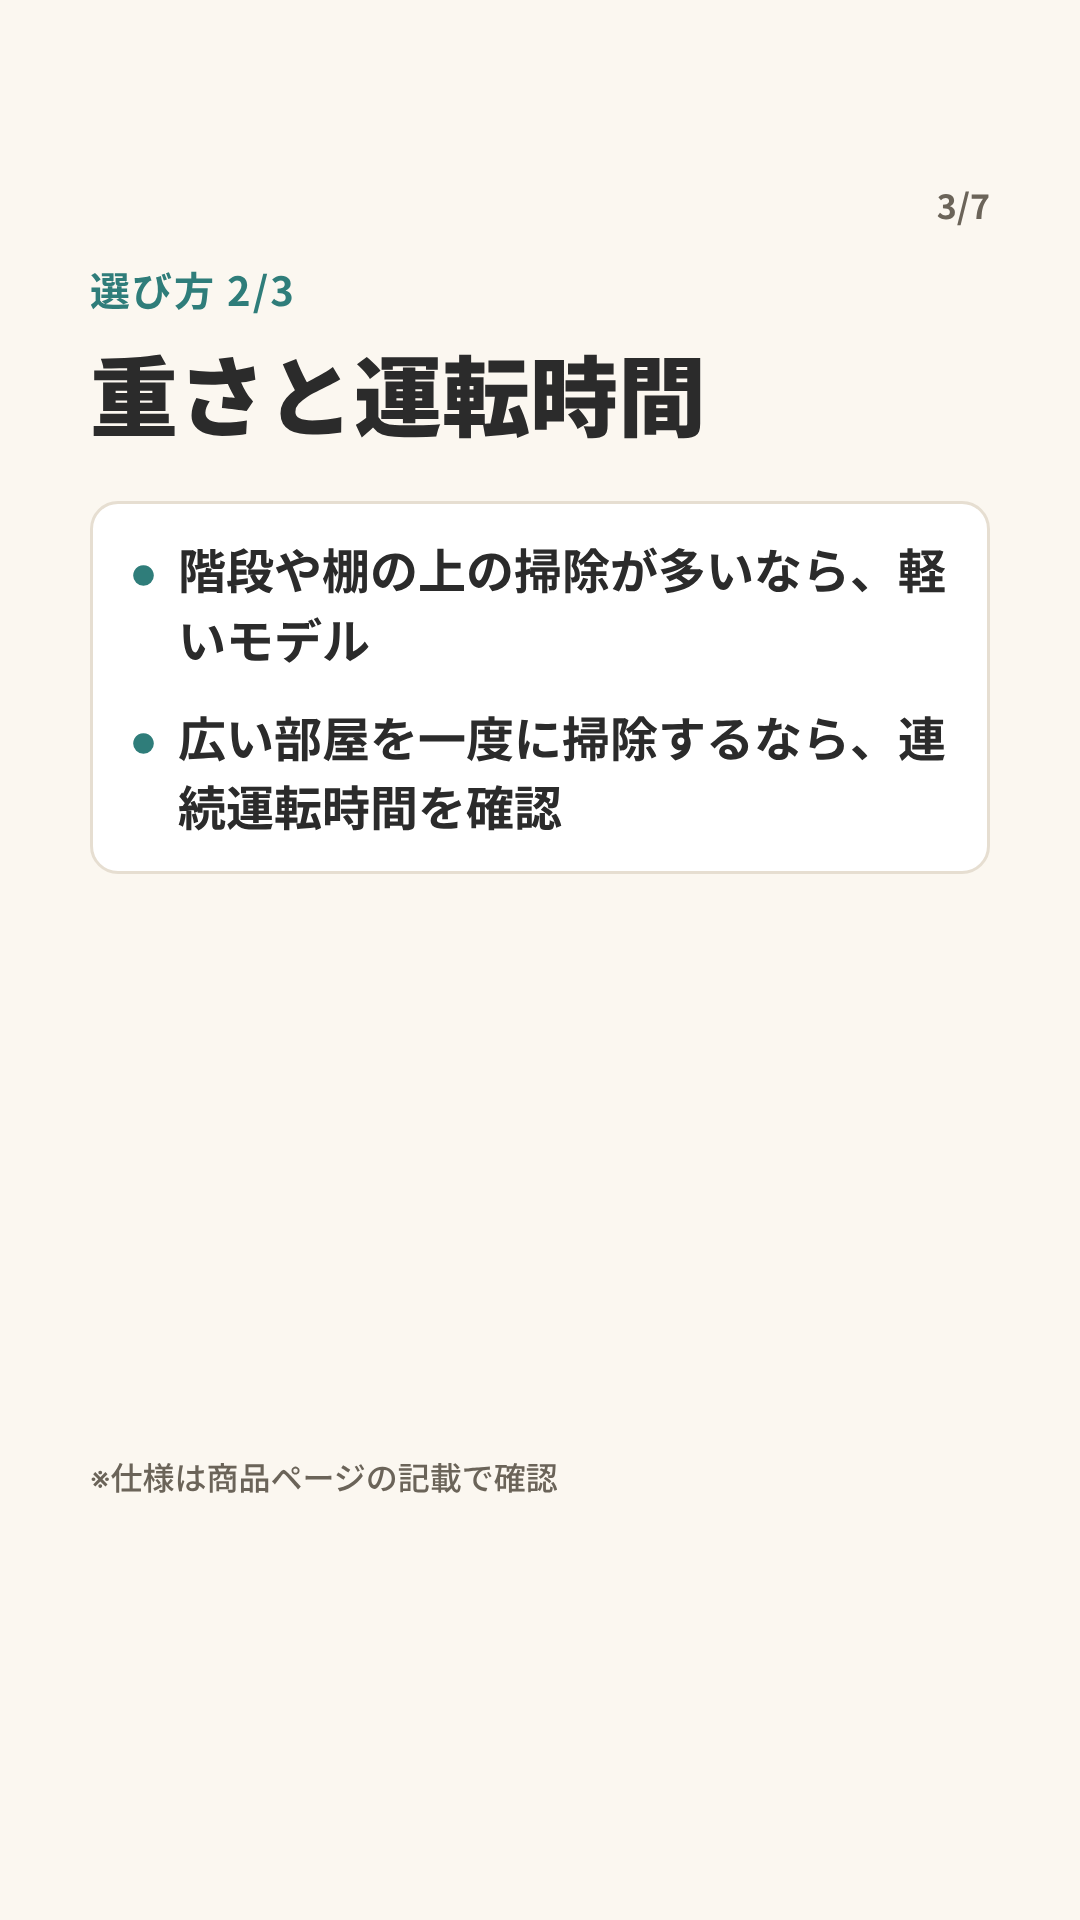 3/7
選び方 2/3
重さと運転時間
● 階段や棚の上の掃除が多いなら、軽
いモデル
● 広い部屋を一度に掃除するなら、連
続運転時間を確認
※仕様は商品ページの記載で確認